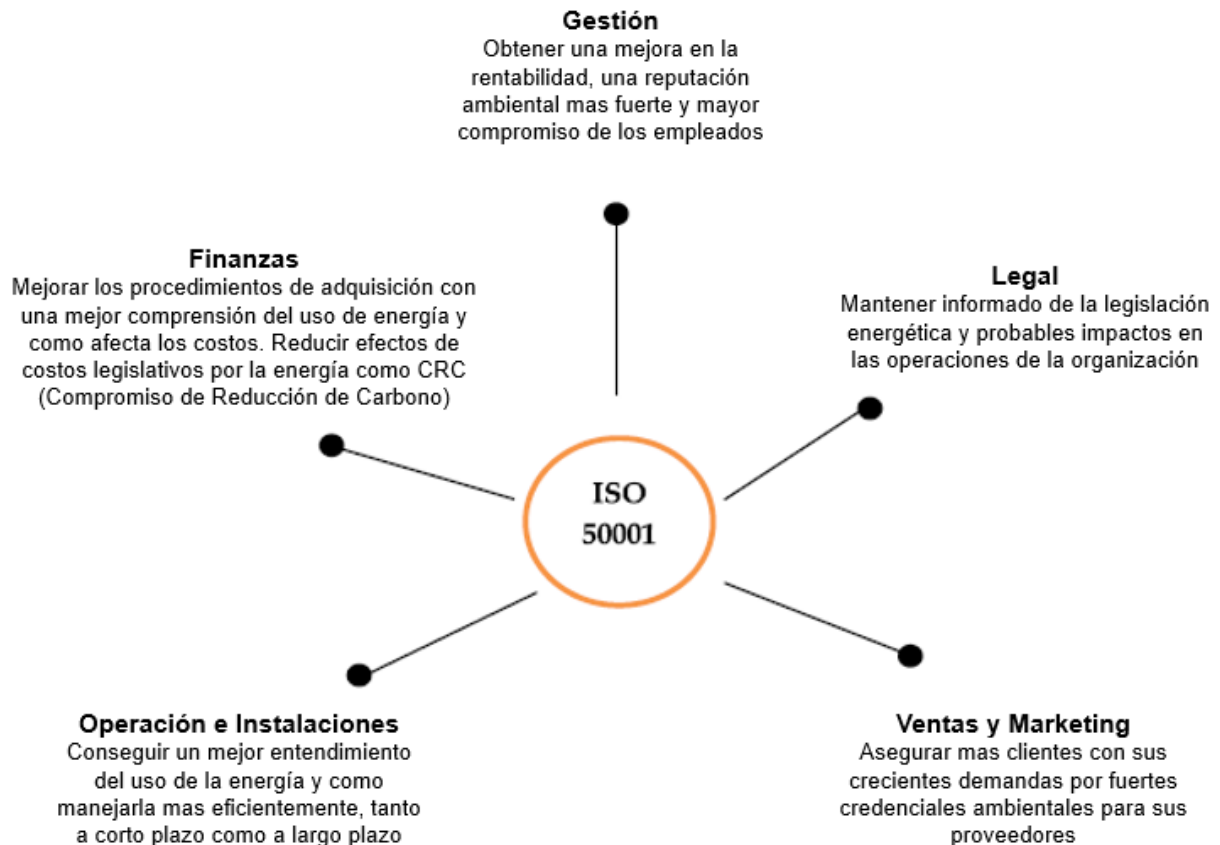 Gestión
Obtener una mejora en la
rentabilidad, una reputación
ambiental mas fuerte y mayor
compromiso de los empleados
Finanzas
Mejorar los procedimientos de adquisición con
una mejor comprensión del uso de energía y
como afecta los costos. Reducir efectos de
costos legislativos por la energía como CRC
(Compromiso de Reducción de Carbono)
Legal
Mantener informado de la legislación
energética y probables impactos en
las operaciones de la organización
ISO
50001
Operación e Instalaciones
Conseguir un mejor entendimiento
del uso de la energía y como
manejarla mas eficientemente, tanto
a corto plazo como a largo plazo
Ventas y Marketing
Asegurar mas clientes con sus
crecientes demandas por fuertes
credenciales ambientales para sus
proveedores